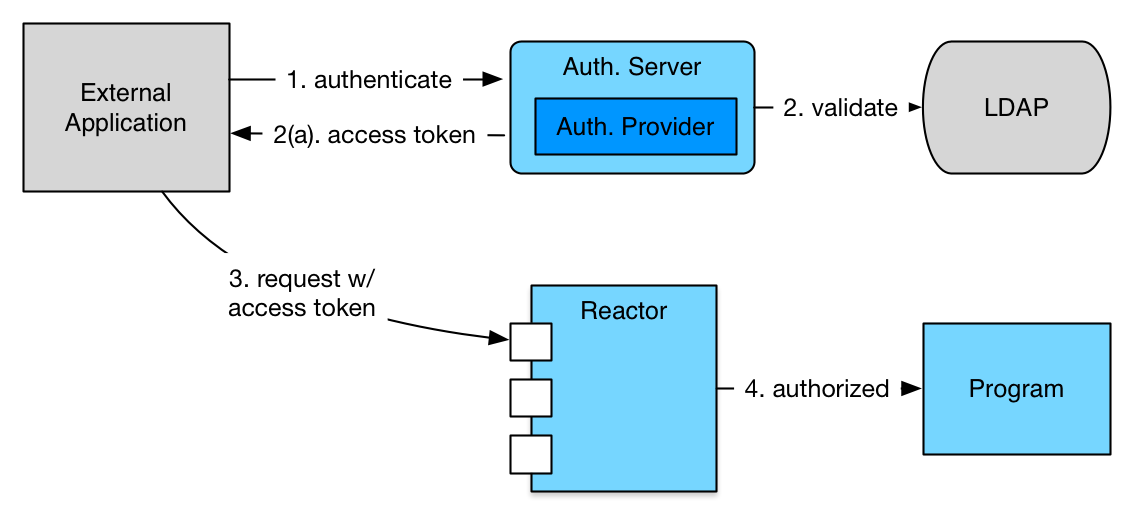 External
Application
1. authenticate
2(a). access token
Auth. Server
Auth. Provider
2. validate
LDAP
3. request w/
access token
Reactor
4. authorized
Program